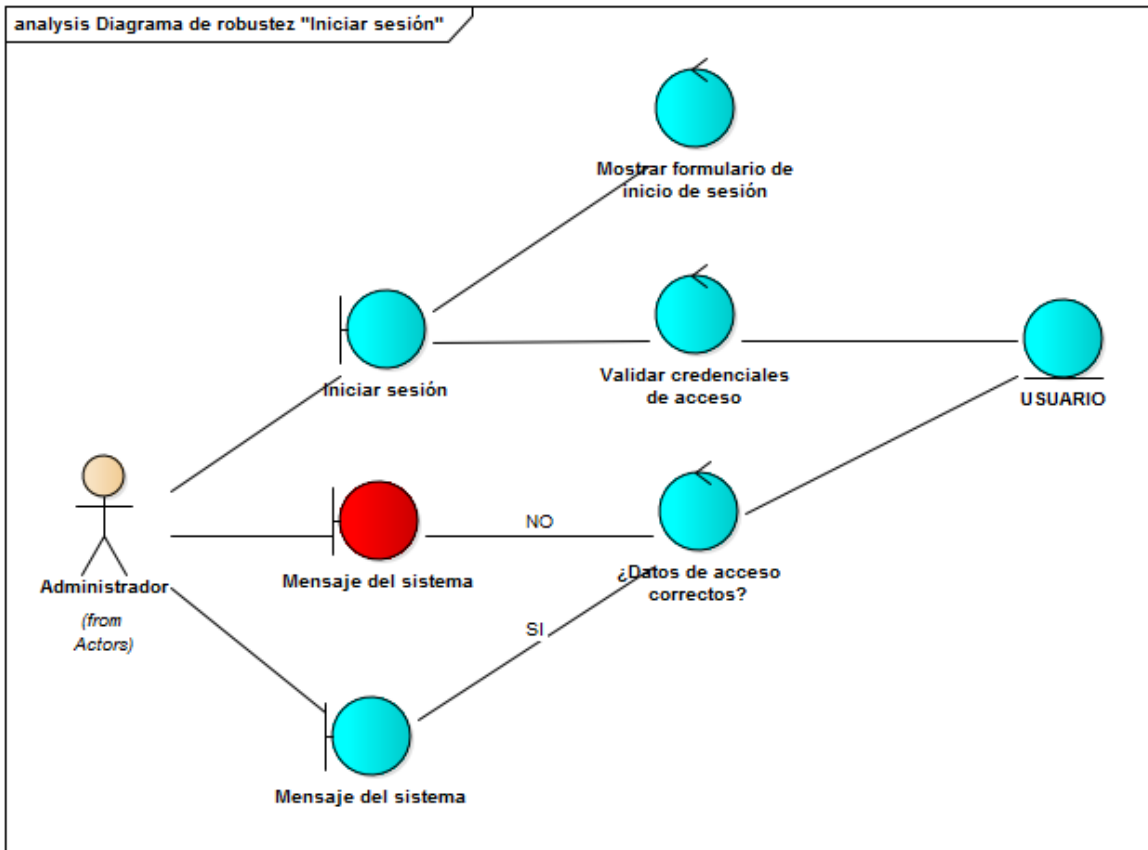 analysis Diagrama de robustez "Iniciar sesión"
Mostrar formulario de
inicio de sesión
Iniciar sesión
Validar credenciales
de acceso
USUARIO
Administrador
(from
Actors)
Mensaje del sistema
NO
¿Datos de acceso
correctos?
SI
Mensaje del sistema